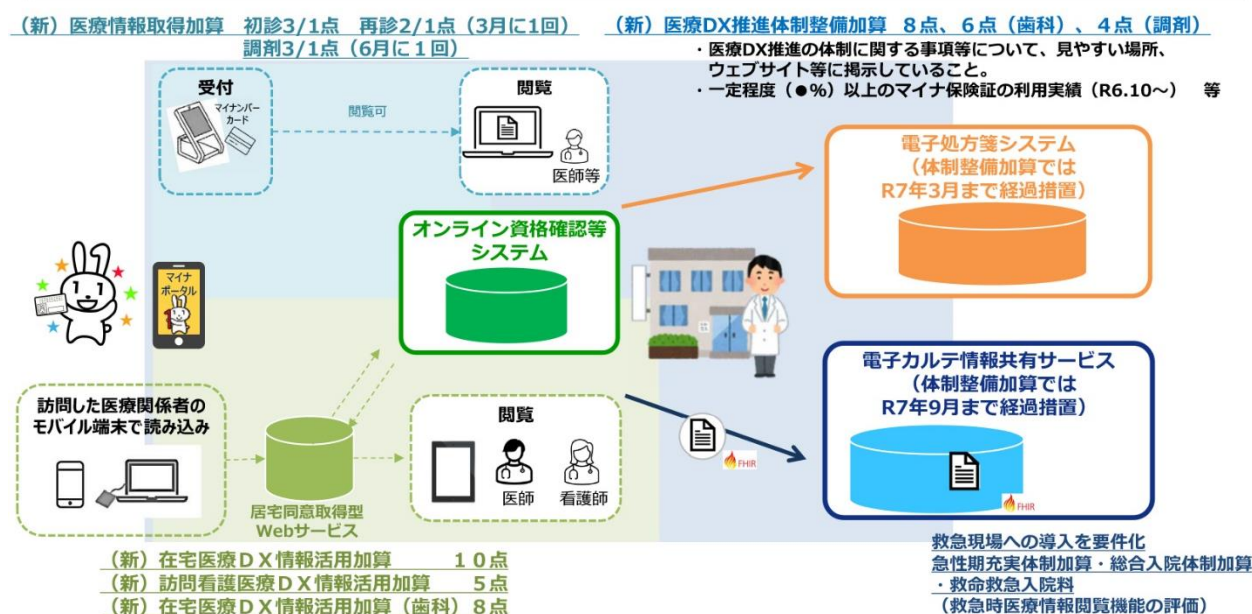 (新)医療情報取得加算 初診3/1点 再診2/1点(3月に1回)
調剤3/1点(6月に1回)
(新)医療DX推進体制整備加算 8点、6点(歯科)、4点(調剤)
・医療DX推進の体制に関する事項等について、見やすい場所、
ウェブサイト等に掲示していること。
・一定程度(●%)以上のマイナ保険証の利用実績(R6.10～) 等
受付
マイナンバー
カード
閲覧可
閲覧
医師等
オンライン資格確認等
システム
電子処方箋システム
(体制整備加算では
R7年3月まで経過措置)
マイナ
ポータル
電子カルテ情報共有サービス
(体制整備加算では
R7年9月まで経過措置)
FHIR
FHIR
訪問した医療関係者の
モバイル端末で読み込み
居宅同意取得型
Webサービス
閲覧
医師
看護師
(新)在宅医療DX情報活用加算 10点
(新)訪問看護医療DX情報活用加算 5点
(新)在宅医療DX情報活用加算(歯科)8点
救急現場への導入を要件化
急性期充実体制加算・総合入院体制加算
・救命救急入院料
(救急時医療情報閲覧機能の評価)